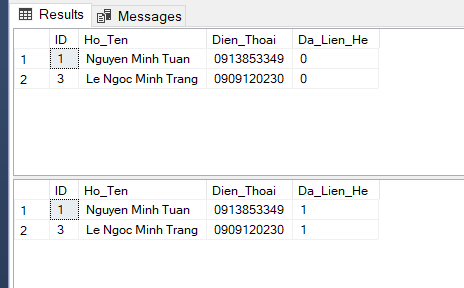 Results Messages
ID Ho_Ten Dien_Thoai Da_Lien_He
1 1 Nguyen Minh Tuan 0913853349 0
2 3 Le Ngoc Minh Trang 0909120230 0
ID Ho_Ten Dien_Thoai Da_Lien_He
1 1 Nguyen Minh Tuan 0913853349 1
2 3 Le Ngoc Minh Trang 0909120230 1